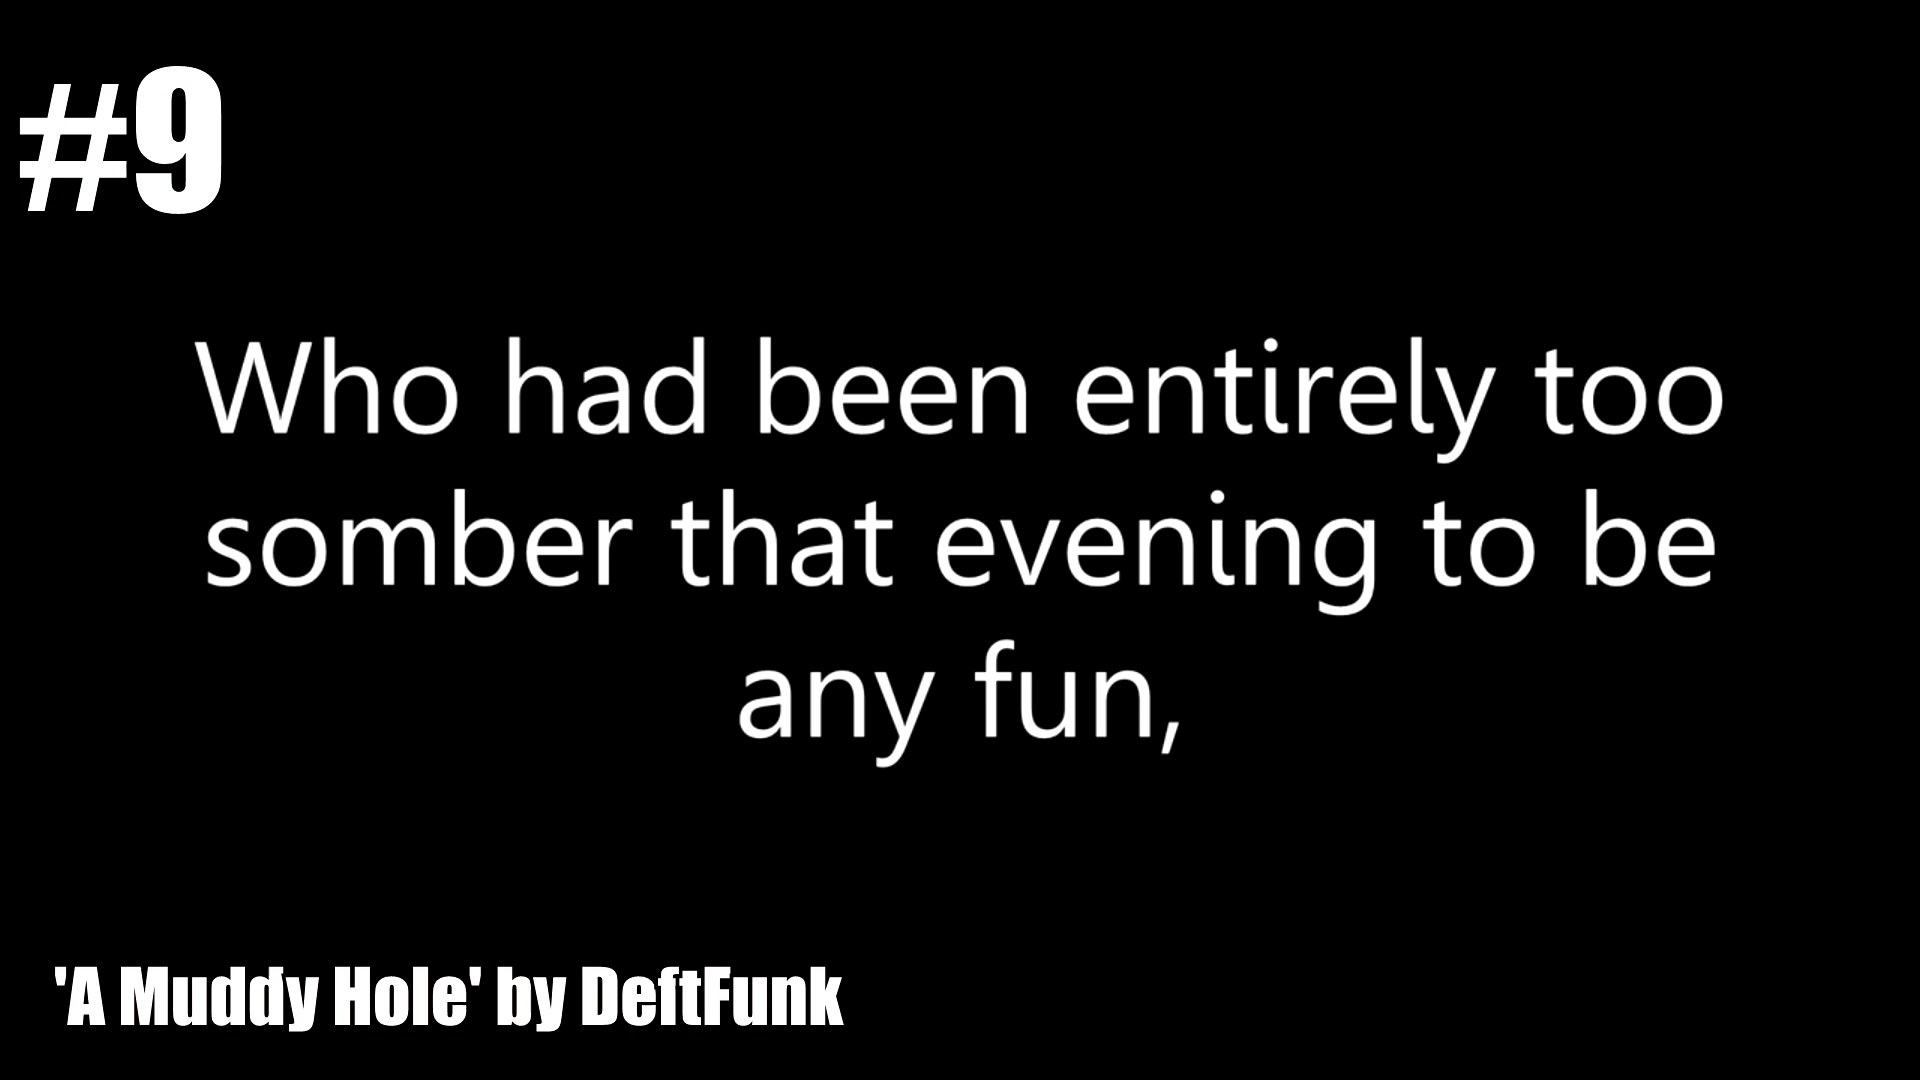 #9
Who had been entirely too
somber that evening to be
any fun,
'A Muddy Hole' by DeftFunk